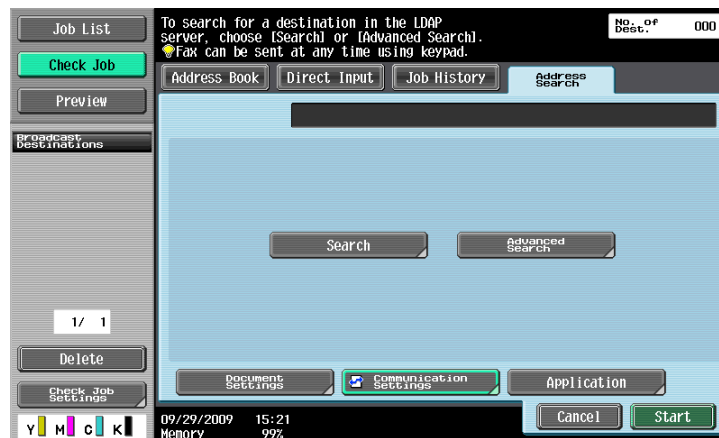 Job List
Check Job
Preview
Broadcast
Destinations
1/ 1
Delete
Check Job
Settings
Y M C K
To search for a destination in the LDAP
server, choose [Search] or [Advanced Search].
Fax can be sent at any time using keypad.
No. of
Dest.
000
Address Book
Direct Input
Job History
Address
Search
Search
Advanced
Search
Document
Settings
Communication
Settings
Application
09/29/2009 15:21
Memory 99%
Cancel
Start